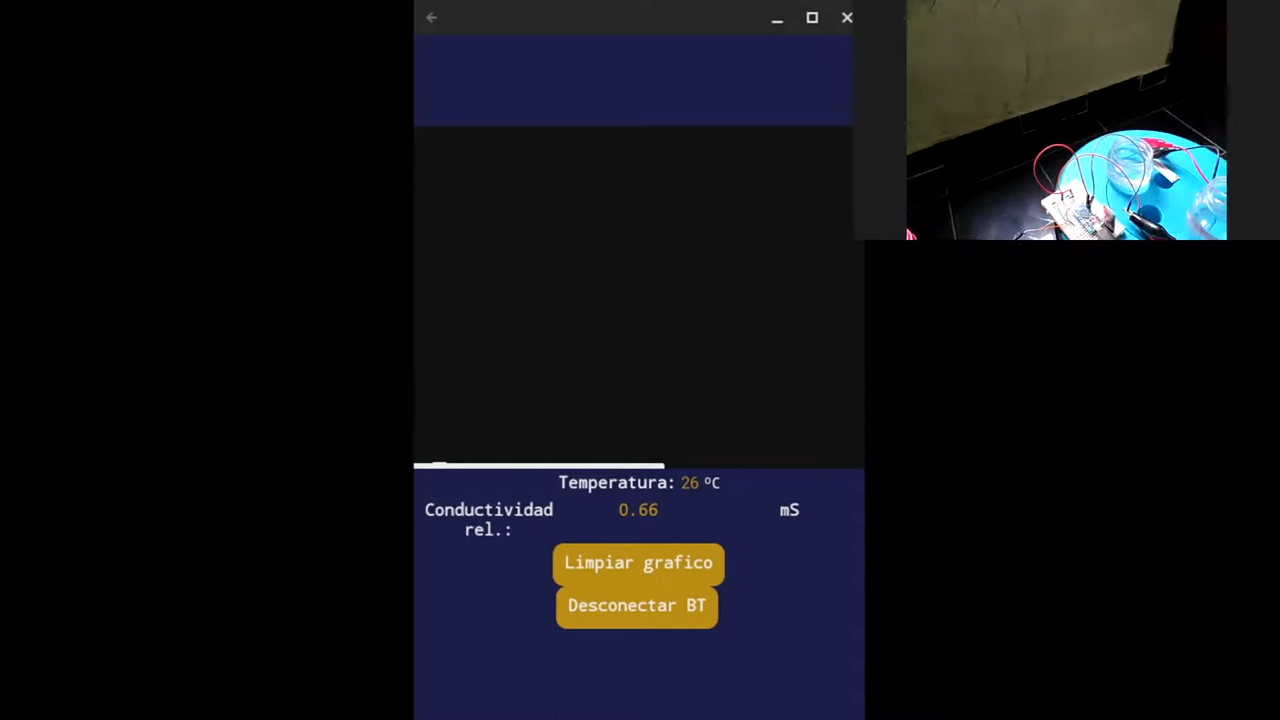 Temperatura: 26 ºC
Conductividad rel.: 0.66 mS
Limpiar grafico
Desconectar BT